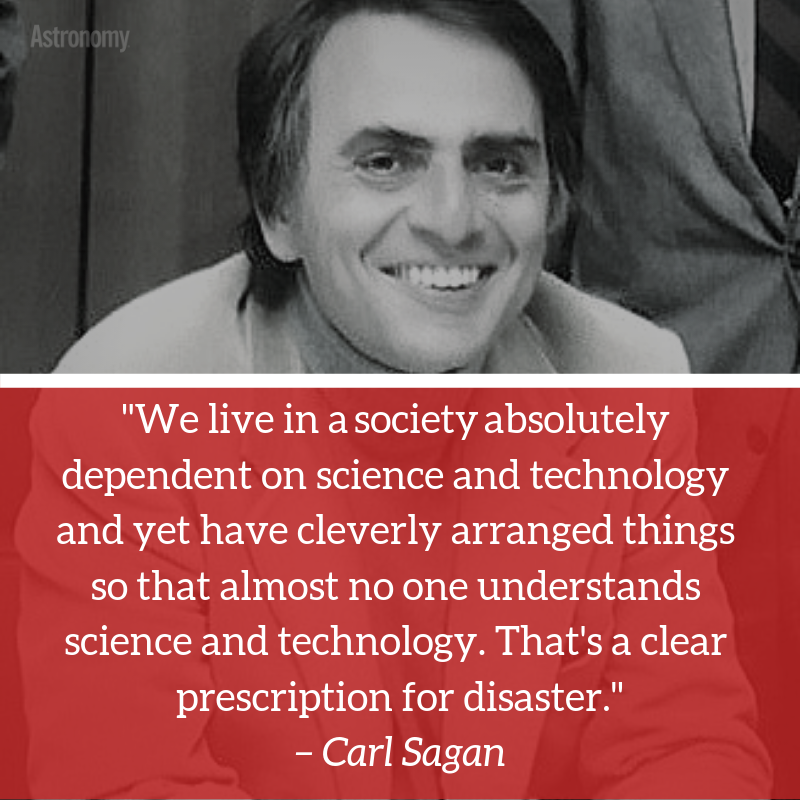 Astronomy
"We live in a society absolutely
dependent on science and technology
and yet have cleverly arranged things
so that almost no one understands
science and technology. That's a clear
prescription for disaster."
– Carl Sagan